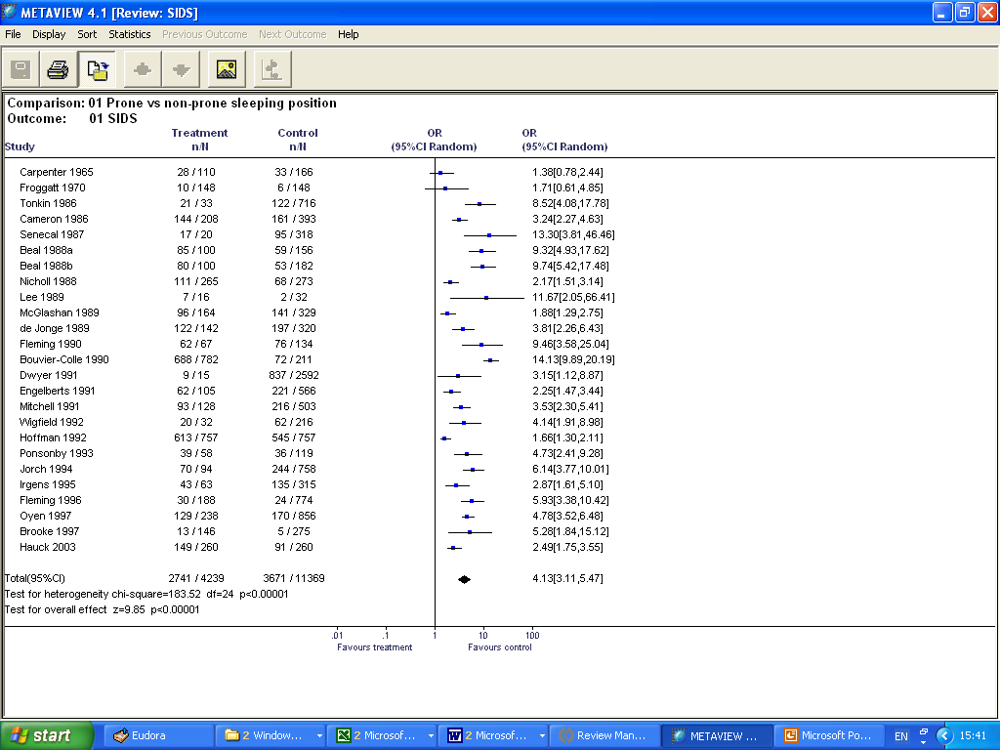 METAVIEW 4.1 [Review: SIDS]
File Display Sort Statistics Previous Outcome Next Outcome Help
Comparison: 01 Prone vs non-prone sleeping position
Outcome: 01 SIDS
Treatment Control OR OR
Study n/N n/N (95%CI Random) (95%CI Random)
Carpenter 1965 28 / 110 33 / 166 1.38[0.78,2.44]
Froggatt 1970 10 / 148 6 / 148 1.71[0.61,4.85]
Tonkin 1986 21 / 33 122 / 716 8.52[4.08,17.78]
Cameron 1986 144 / 208 161 / 393 3.24[2.27,4.63]
Senecal 1987 17 / 20 95 / 318 13.30[3.81,46.46]
Beal 1988a 85 / 100 59 / 156 9.32[4.93,17.62]
Beal 1988b 80 / 100 53 / 182 9.74[5.42,17.48]
Nicholl 1988 111 / 265 68 / 273 2.17[1.51,3.14]
Lee 1989 7 / 16 2 / 32 11.67[2.05,66.41]
McGlashan 1989 96 / 164 141 / 329 1.88[1.29,2.75]
de Jonge 1989 122 / 142 197 / 320 3.81[2.26,6.43]
Fleming 1990 62 / 67 76 / 134 9.46[3.58,25.04]
Bouvier-Colle 1990 688 / 782 72 / 211 14.13[9.89,20.19]
Dwyer 1991 9 / 15 837 / 2592 3.15[1.12,8.87]
Engelberts 1991 62 / 105 221 / 566 2.25[1.47,3.44]
Mitchell 1991 93 / 128 216 / 503 3.53[2.30,5.41]
Wigfield 1992 20 / 32 62 / 216 4.14[1.91,8.98]
Hoffman 1992 613 / 757 545 / 757 1.66[1.30,2.11]
Ponsonby 1993 39 / 58 36 / 119 4.73[2.41,9.28]
Jorch 1994 70 / 94 244 / 758 6.14[3.77,10.01]
Irgens 1995 43 / 63 135 / 315 2.87[1.61,5.10]
Fleming 1996 30 / 188 24 / 774 5.93[3.38,10.42]
Oyen 1997 129 / 238 170 / 856 4.78[3.52,6.48]
Brooke 1997 13 / 146 5 / 275 5.28[1.84,15.12]
Hauck 2003 149 / 260 91 / 260 2.49[1.75,3.55]
Total(95%CI) 2741 / 4239 3671 / 11369 4.13[3.11,5.47]
Test for heterogeneity chi-square=183.52 df=24 p<0.00001
Test for overall effect z=9.85 p<0.00001
.01 .1 1 10 100
Favours treatment Favours control
start Eudora 2 Window... 2 Microsof... 2 Microsof... Review Man... METAVIEW ... Microsoft Po... EN 15:41